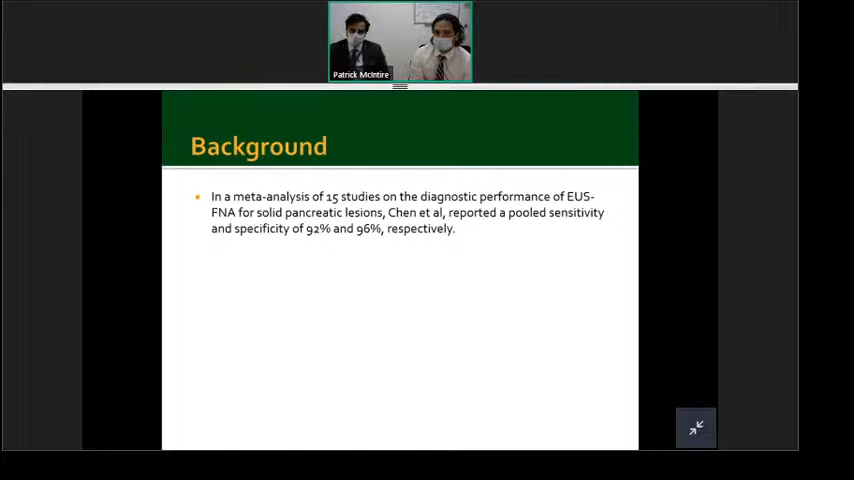 Patrick McIntire
Background
In a meta-analysis of 15 studies on the diagnostic performance of EUS-
FNA for solid pancreatic lesions, Chen et al, reported a pooled sensitivity
and specificity of 92% and 96%, respectively.